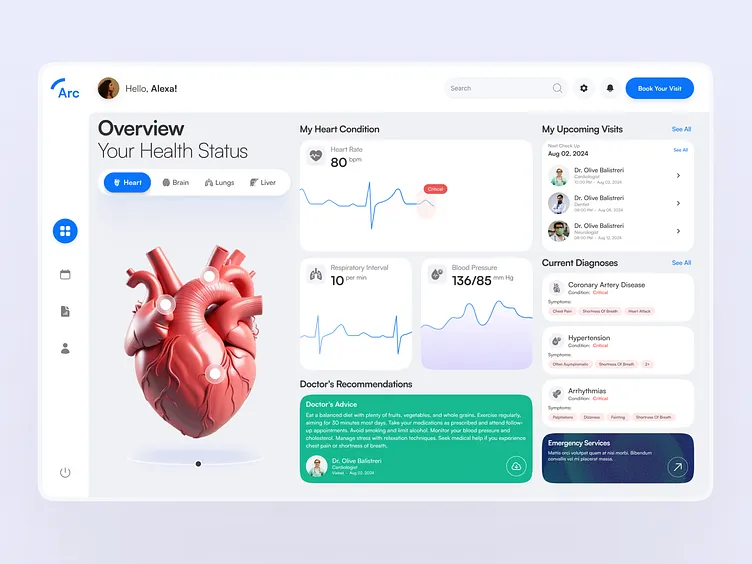 Arc
Hello, Alexa!
Search
Book Your Visit
Overview
Your Health Status
Heart
Brain
Lungs
Liver
My Heart Condition
Heart Rate
80 bpm
Critical
Respiratory Interval
10 per min
Blood Pressure
136/85 mm Hg
Doctor's Recommendations
Doctor's Advice
Eat a balanced diet with plenty of fruits, vegetables, and whole grains. Exercise regularly,
aiming for 30 minutes most days. Take your medications as prescribed and attend follow-
up appointments. Avoid smoking and limit alcohol. Monitor your blood pressure and
cholesterol. Manage stress with relaxation techniques. Seek medical help if you experience
chest pain or shortness of breath.
Dr. Olive Balistreri
Cardiologist
Visited - Aug 02, 2024
My Upcoming Visits
See All
Next Check Up
Aug 02, 2024
See All
Dr. Olive Balistreri
Cardiologist
10:00 PM - Aug 02, 2024
Dr. Olive Balistreri
Dentist
09:00 PM - Aug 08, 2024
Dr. Olive Balistreri
Neurologist
08:00 PM - Aug 12, 2024
Current Diagnoses
See All
Coronary Artery Disease
Condition: Critical
Symptoms:
Chest Pain
Shortness Of Breath
Heart Attack
Hypertension
Condition: Critical
Symptoms:
Often Asymptomatic
Shortness Of Breath
2+
Arrhythmias
Condition: Critical
Symptoms:
Palpitations
Dizziness
Fainting
Shortness Of Breath
Emergency Services
Mattis orci volutpat quam at nisi morbi. Bibendum
convallis vel mi placerat massa.